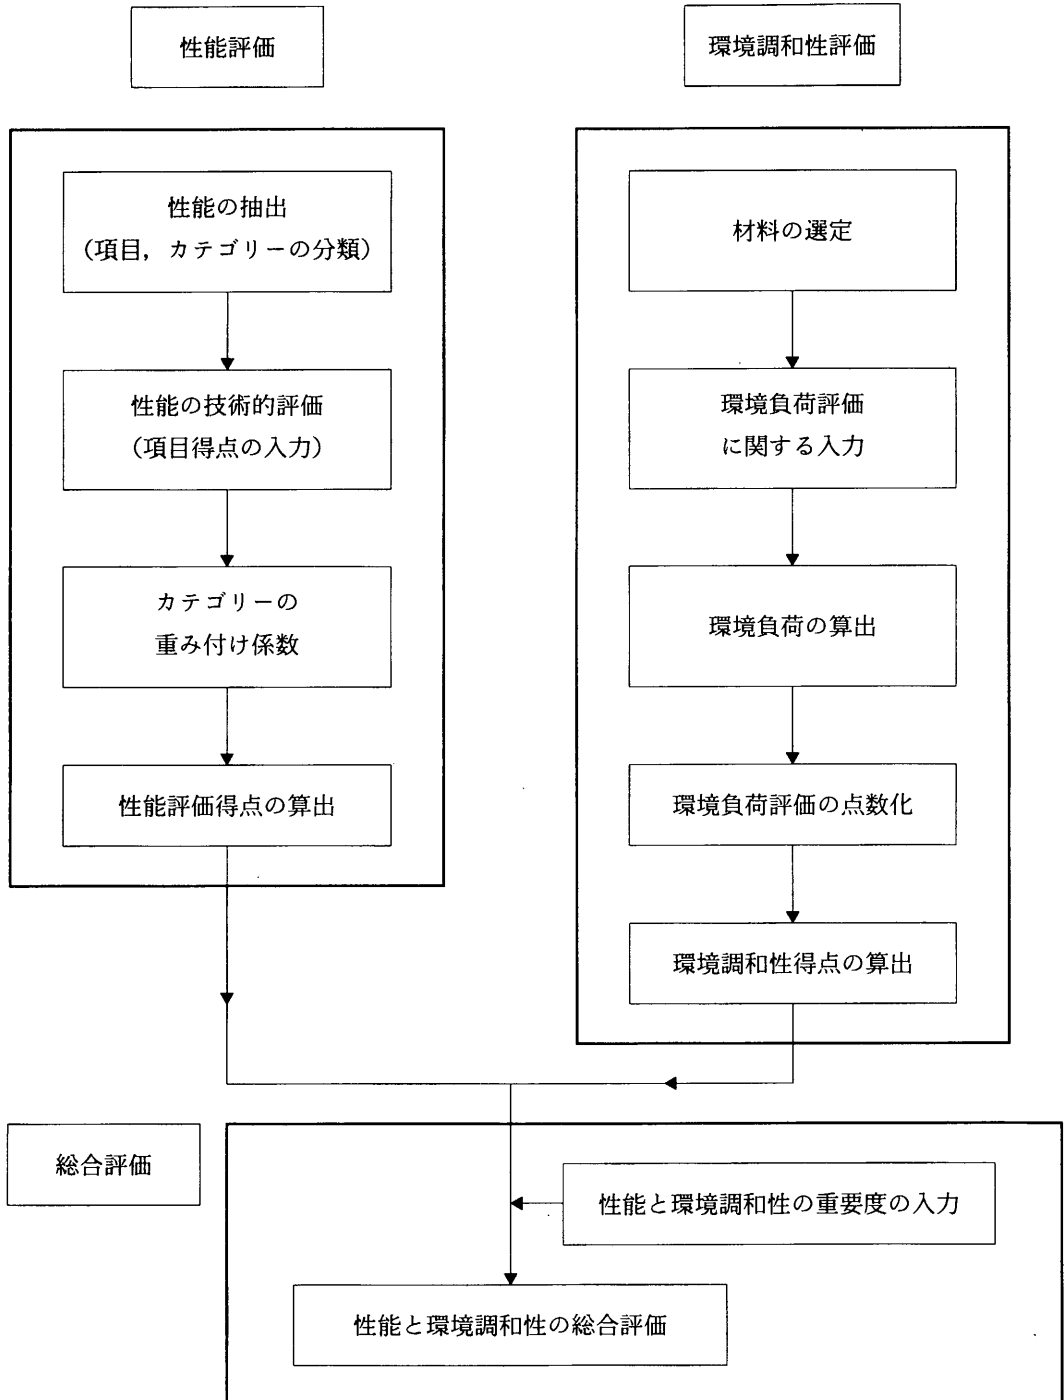 性能評価
性能の抽出
（項目，カテゴリーの分類）
性能の技術的評価
（項目得点の入力）
カテゴリーの
重み付け係数
性能評価得点の算出
環境調和性評価
材料の選定
環境負荷評価
に関する入力
環境負荷の算出
環境負荷評価の点数化
環境調和性得点の算出
総合評価
性能と環境調和性の重要度の入力
性能と環境調和性の総合評価